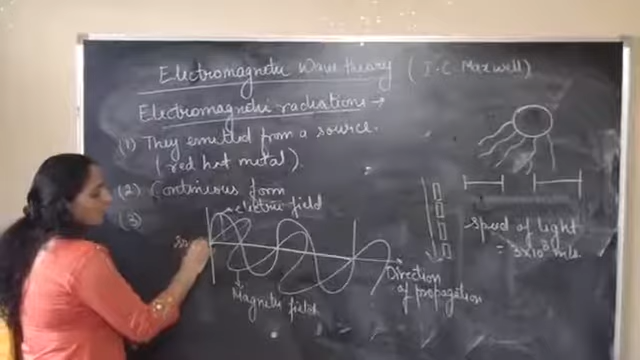 Electromagnetic Wave theory (J.C. Maxwell)
Electromagnetic radiations →
(1) They emitted from a source.
(red hot metal).
(2) Continuous form
(3)
electric field
Magnetic field
Direction
of propagation
speed of light
= 3x10⁸ m/s